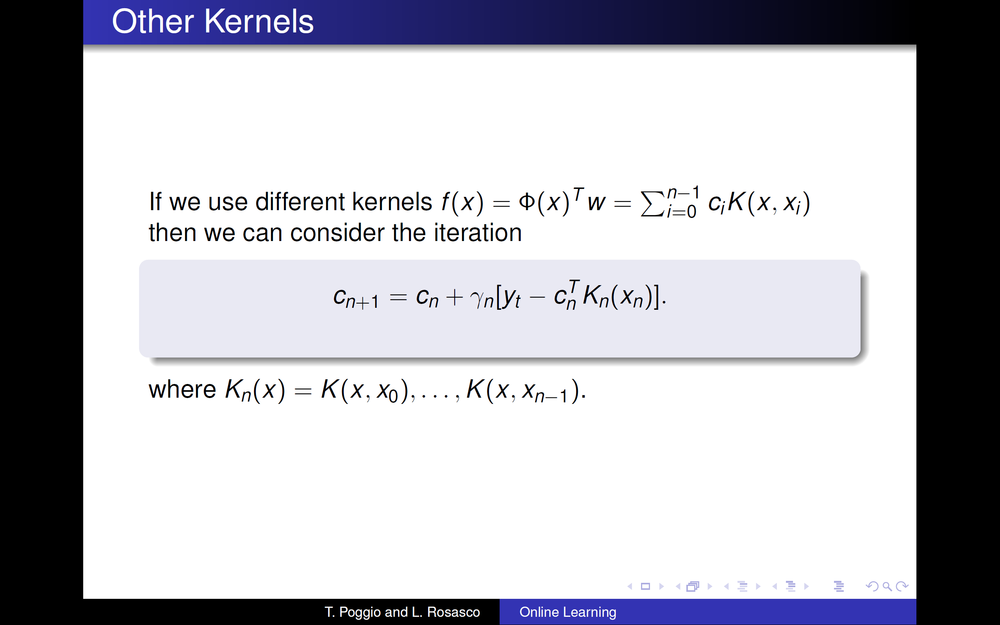 Other Kernels
If we use different kernels $f(x) = \Phi(x)^T w = \sum_{i=0}^{n-1} c_i K(x, x_i)$
then we can consider the iteration
$c_{n+1} = c_n + \gamma_n [y_t - c_n^T K_n(x_n)].$
where $K_n(x) = K(x, x_0), \ldots, K(x, x_{n-1}).$
T. Poggio and L. Rosasco Online Learning